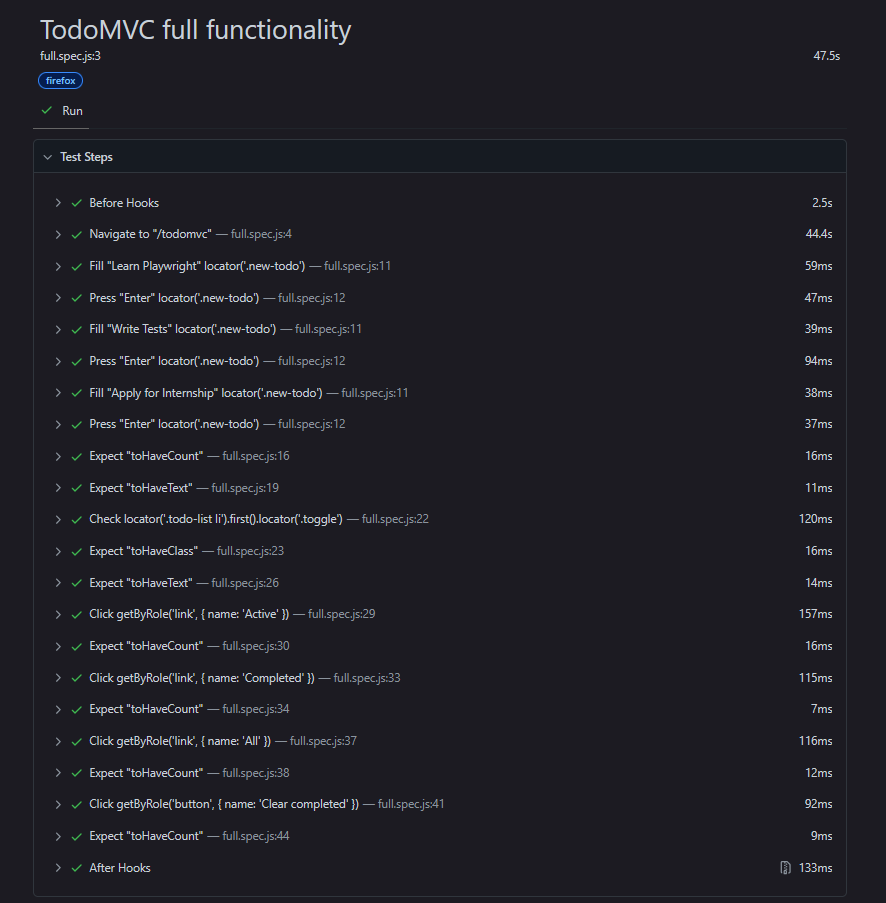 TodoMVC full functionality
full.spec.js:3 47.5s
firefox
Run
Test Steps
Before Hooks 2.5s
Navigate to "/todomvc" — full.spec.js:4 44.4s
Fill "Learn Playwright" locator('.new-todo') — full.spec.js:11 59ms
Press "Enter" locator('.new-todo') — full.spec.js:12 47ms
Fill "Write Tests" locator('.new-todo') — full.spec.js:11 39ms
Press "Enter" locator('.new-todo') — full.spec.js:12 94ms
Fill "Apply for Internship" locator('.new-todo') — full.spec.js:11 38ms
Press "Enter" locator('.new-todo') — full.spec.js:12 37ms
Expect "toHaveCount" — full.spec.js:16 16ms
Expect "toHaveText" — full.spec.js:19 11ms
Check locator('.todo-list li').first().locator('.toggle') — full.spec.js:22 120ms
Expect "toHaveClass" — full.spec.js:23 16ms
Expect "toHaveText" — full.spec.js:26 14ms
Click getByRole('link', { name: 'Active' }) — full.spec.js:29 157ms
Expect "toHaveCount" — full.spec.js:30 16ms
Click getByRole('link', { name: 'Completed' }) — full.spec.js:33 115ms
Expect "toHaveCount" — full.spec.js:34 7ms
Click getByRole('link', { name: 'All' }) — full.spec.js:37 116ms
Expect "toHaveCount" — full.spec.js:38 12ms
Click getByRole('button', { name: 'Clear completed' }) — full.spec.js:41 92ms
Expect "toHaveCount" — full.spec.js:44 9ms
After Hooks 133ms